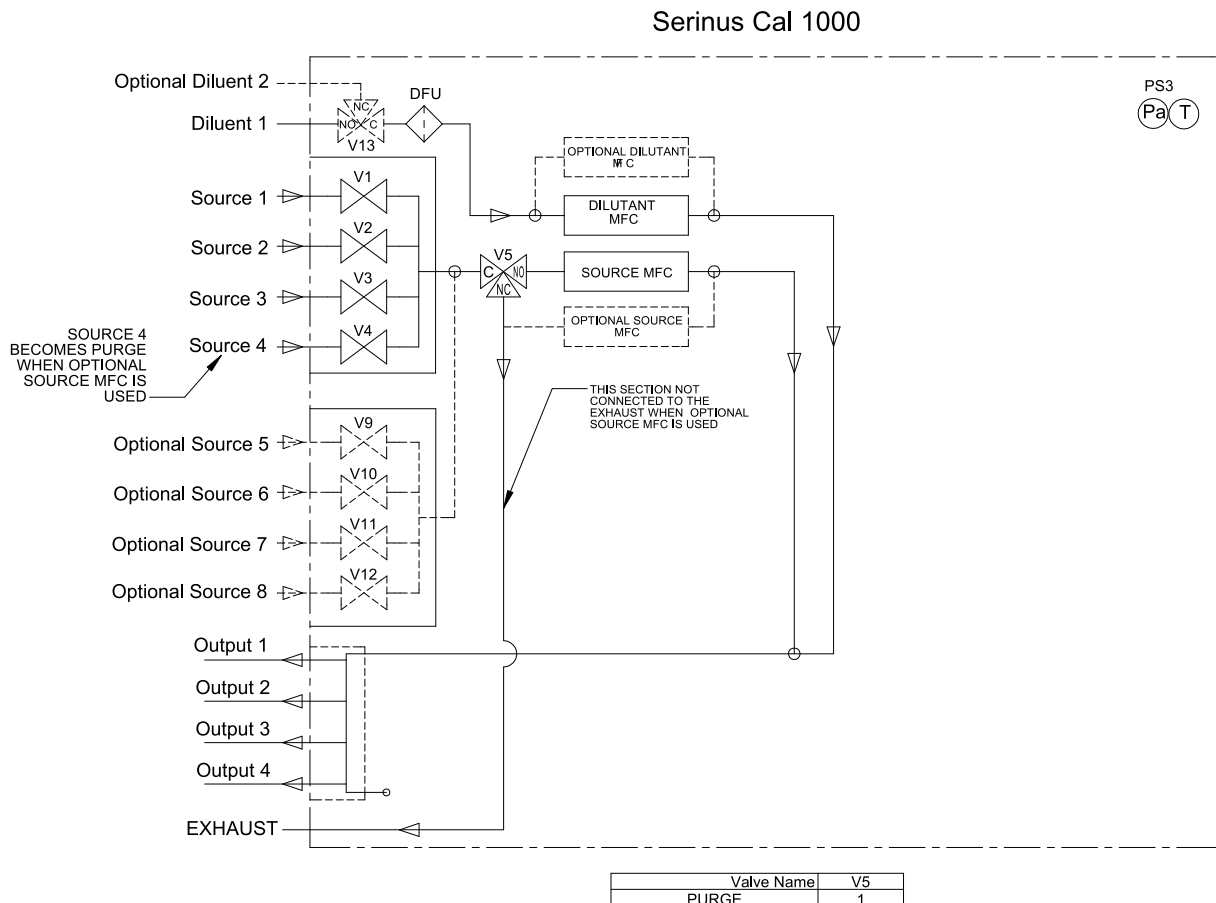 Serinus Cal 1000
Optional Diluent 2
Diluent 1
NC
NO
C
V13
DFU
PS3
Pa
T
OPTIONAL DILUTANT
MFC
DILUTANT
MFC
Source 1
V1
Source 2
V2
Source 3
V3
Source 4
V4
V5
C
NO
NC
SOURCE MFC
OPTIONAL SOURCE
MFC
SOURCE 4
BECOMES PURGE
WHEN OPTIONAL
SOURCE MFC IS
USED
THIS SECTION NOT
CONNECTED TO THE
EXHAUST WHEN OPTIONAL
SOURCE MFC IS USED
Optional Source 5
V9
Optional Source 6
V10
Optional Source 7
V11
Optional Source 8
V12
Output 1
Output 2
Output 3
Output 4
EXHAUST
Valve Name V5
PURGE 1